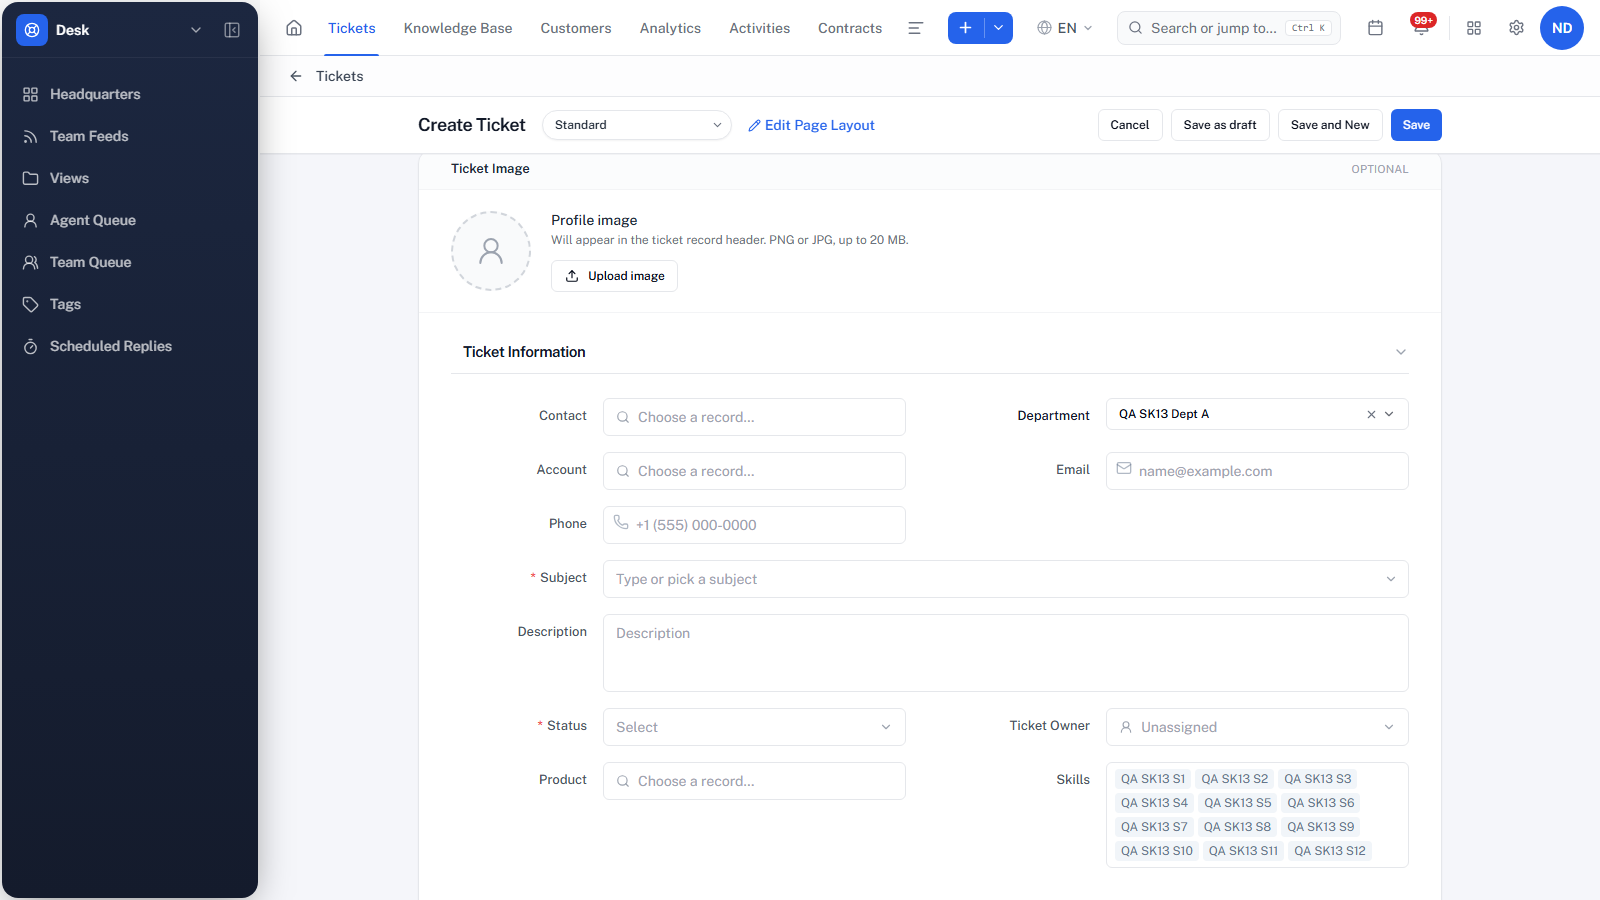 Desk
Headquarters
Team Feeds
Views
Agent Queue
Team Queue
Tags
Scheduled Replies
Tickets
Knowledge Base
Customers
Analytics
Activities
Contracts
EN
Search or jump to...
Ctrl K
99+
ND
Tickets
Create Ticket
Standard
Edit Page Layout
Cancel
Save as draft
Save and New
Save
Ticket Image
OPTIONAL
Profile image
Will appear in the ticket record header. PNG or JPG, up to 20 MB.
Upload image
Ticket Information
Contact
Choose a record...
Department
QA SK13 Dept A
Account
Choose a record...
Email
name@example.com
Phone
+1 (555) 000-0000
* Subject
Type or pick a subject
Description
Description
* Status
Select
Ticket Owner
Unassigned
Product
Choose a record...
Skills
QA SK13 S1 QA SK13 S2 QA SK13 S3
QA SK13 S4 QA SK13 S5 QA SK13 S6
QA SK13 S7 QA SK13 S8 QA SK13 S9
QA SK13 S10 QA SK13 S11 QA SK13 S12